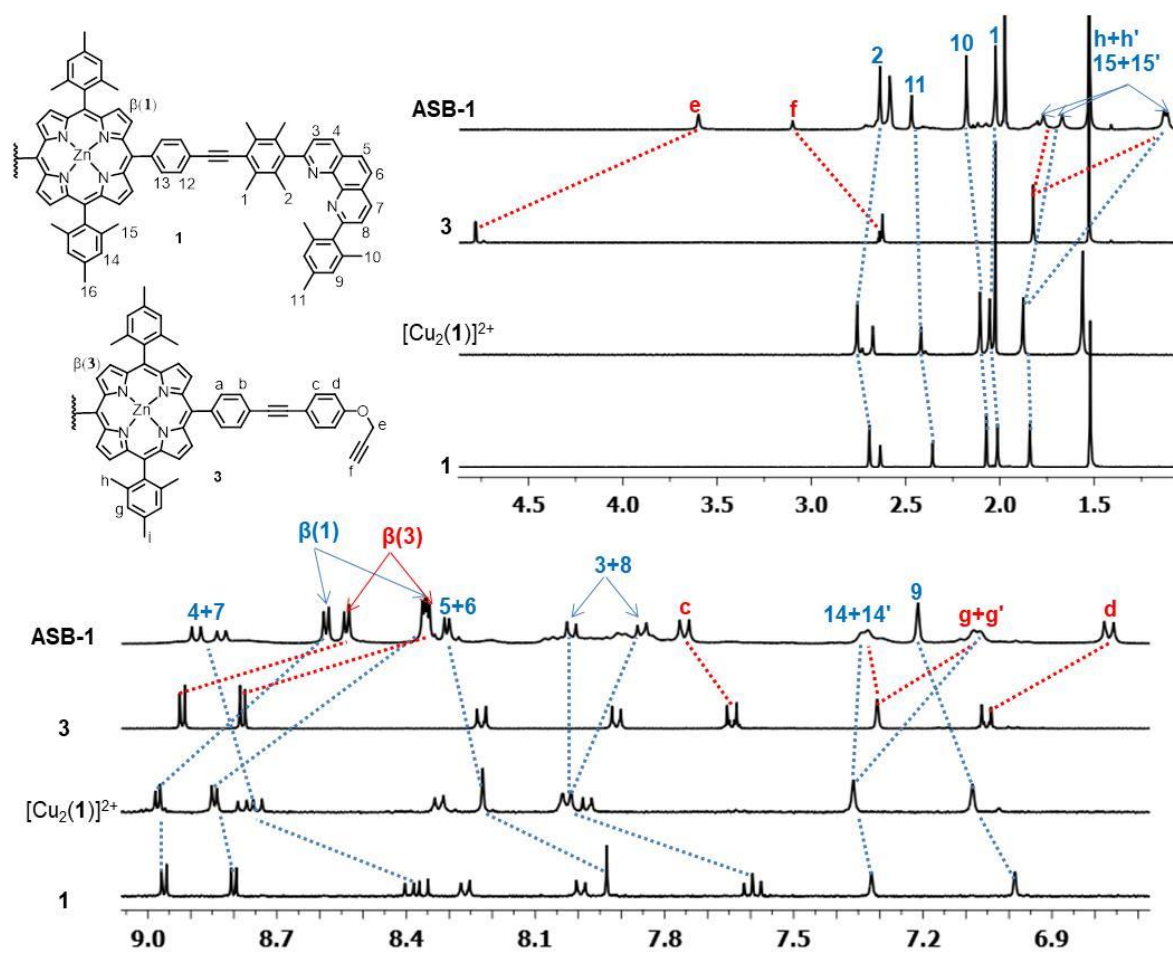 β(1)
N
N
Zn
N
N
13
12
3
4
5
6
7
8
N
N
1
2
15
14
16
1
10
9
11
β(3)
N
N
Zn
N
N
a
b
c
d
O
e
f
h
g
i
3
2
11
10
1
h+h'
15+15'
ASB-1
e
f
3
[Cu₂(1)]²⁺
1
4.5 4.0 3.5 3.0 2.5 2.0 1.5
β(1)
β(3)
4+7
5+6
3+8
c
14+14'
9
g+g'
d
ASB-1
3
[Cu₂(1)]²⁺
1
9.0 8.7 8.4 8.1 7.8 7.5 7.2 6.9